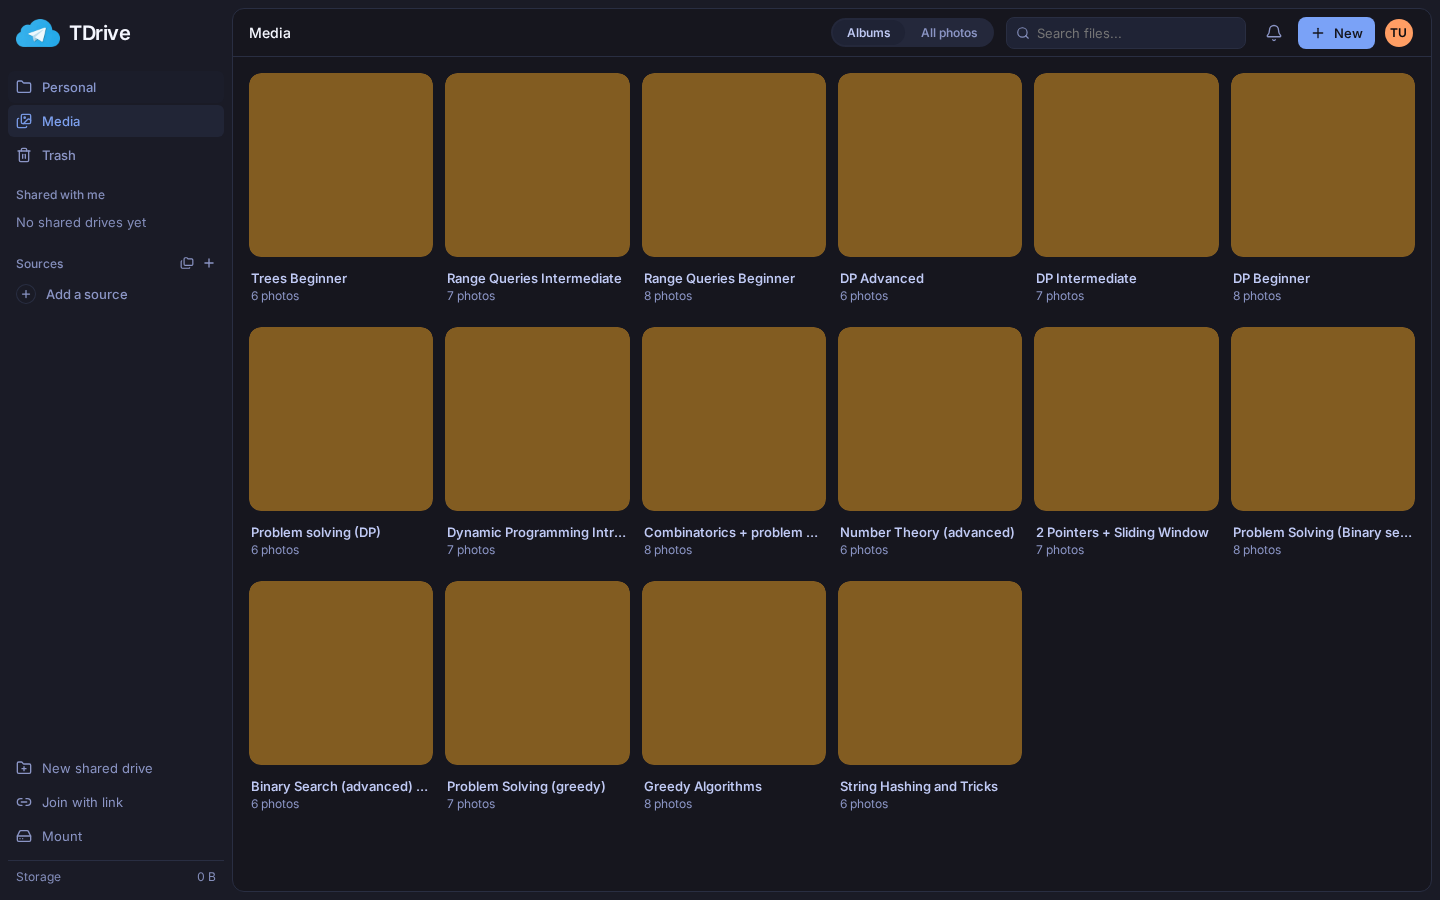 TDrive
Personal
Media
Trash
Shared with me
No shared drives yet
Sources
Add a source
New shared drive
Join with link
Mount
Storage
0 B
Media
Albums
All photos
Search files...
New
TU
Trees Beginner
6 photos
Range Queries Intermediate
7 photos
Range Queries Beginner
8 photos
DP Advanced
6 photos
DP Intermediate
7 photos
DP Beginner
8 photos
Problem solving (DP)
6 photos
Dynamic Programming Intr...
7 photos
Combinatorics + problem ...
8 photos
Number Theory (advanced)
6 photos
2 Pointers + Sliding Window
7 photos
Problem Solving (Binary se...
8 photos
Binary Search (advanced) ...
6 photos
Problem Solving (greedy)
7 photos
Greedy Algorithms
8 photos
String Hashing and Tricks
6 photos